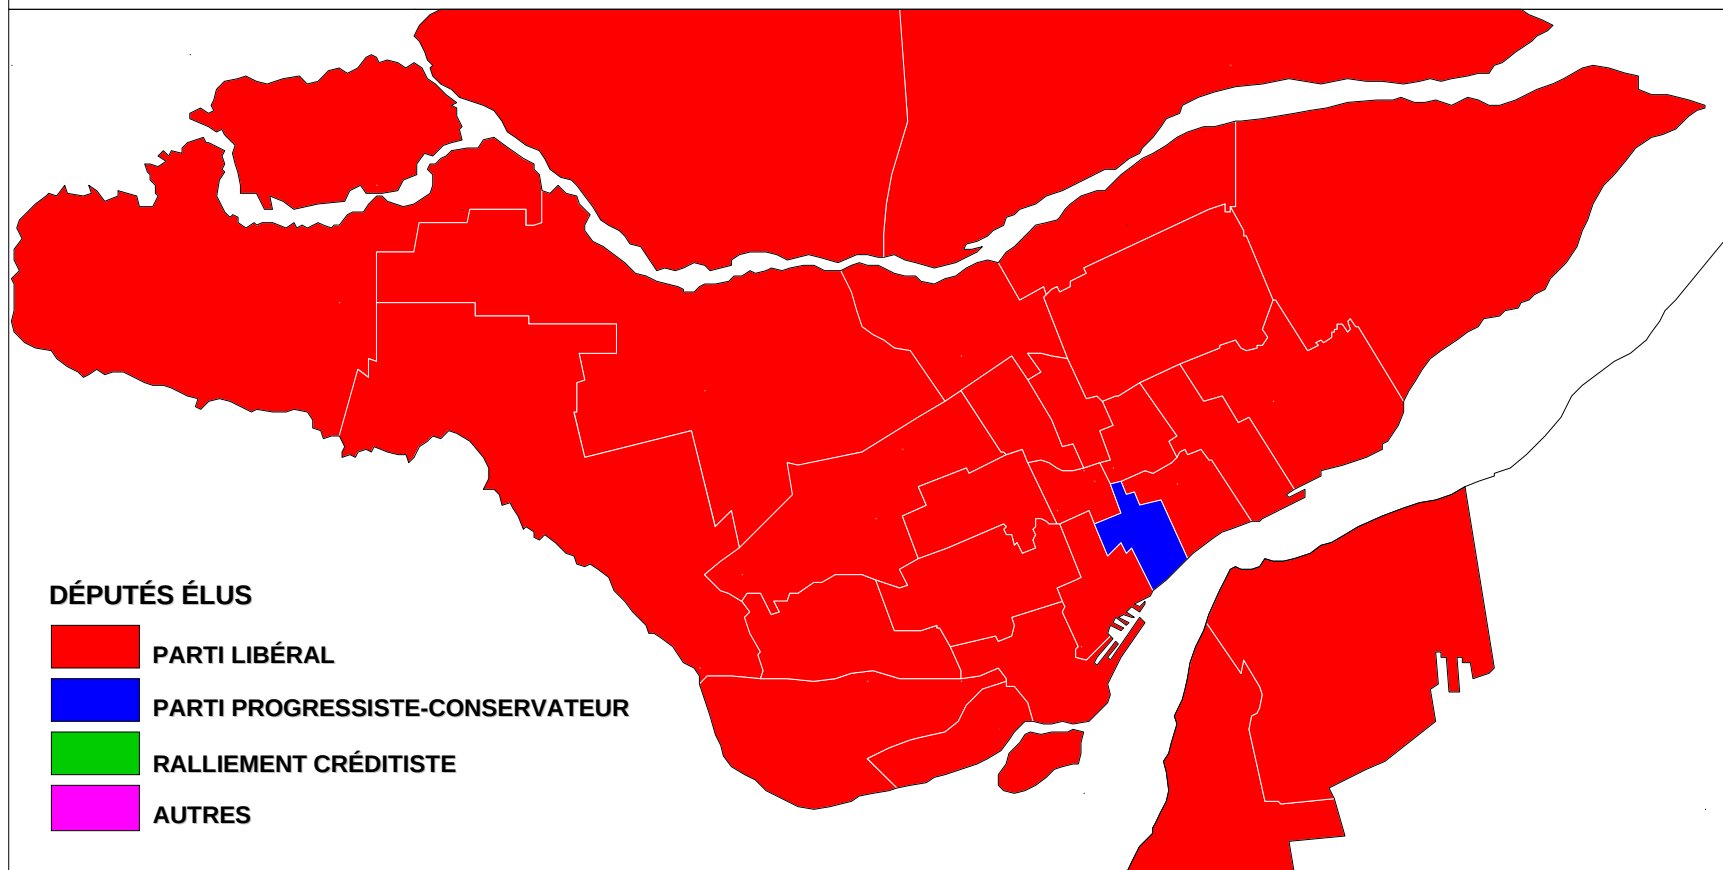 DÉPUTÉS ÉLUS
PARTI LIBÉRAL
PARTI PROGRESSISTE-CONSERVATEUR
RALLIEMENT CRÉDITISTE
AUTRES